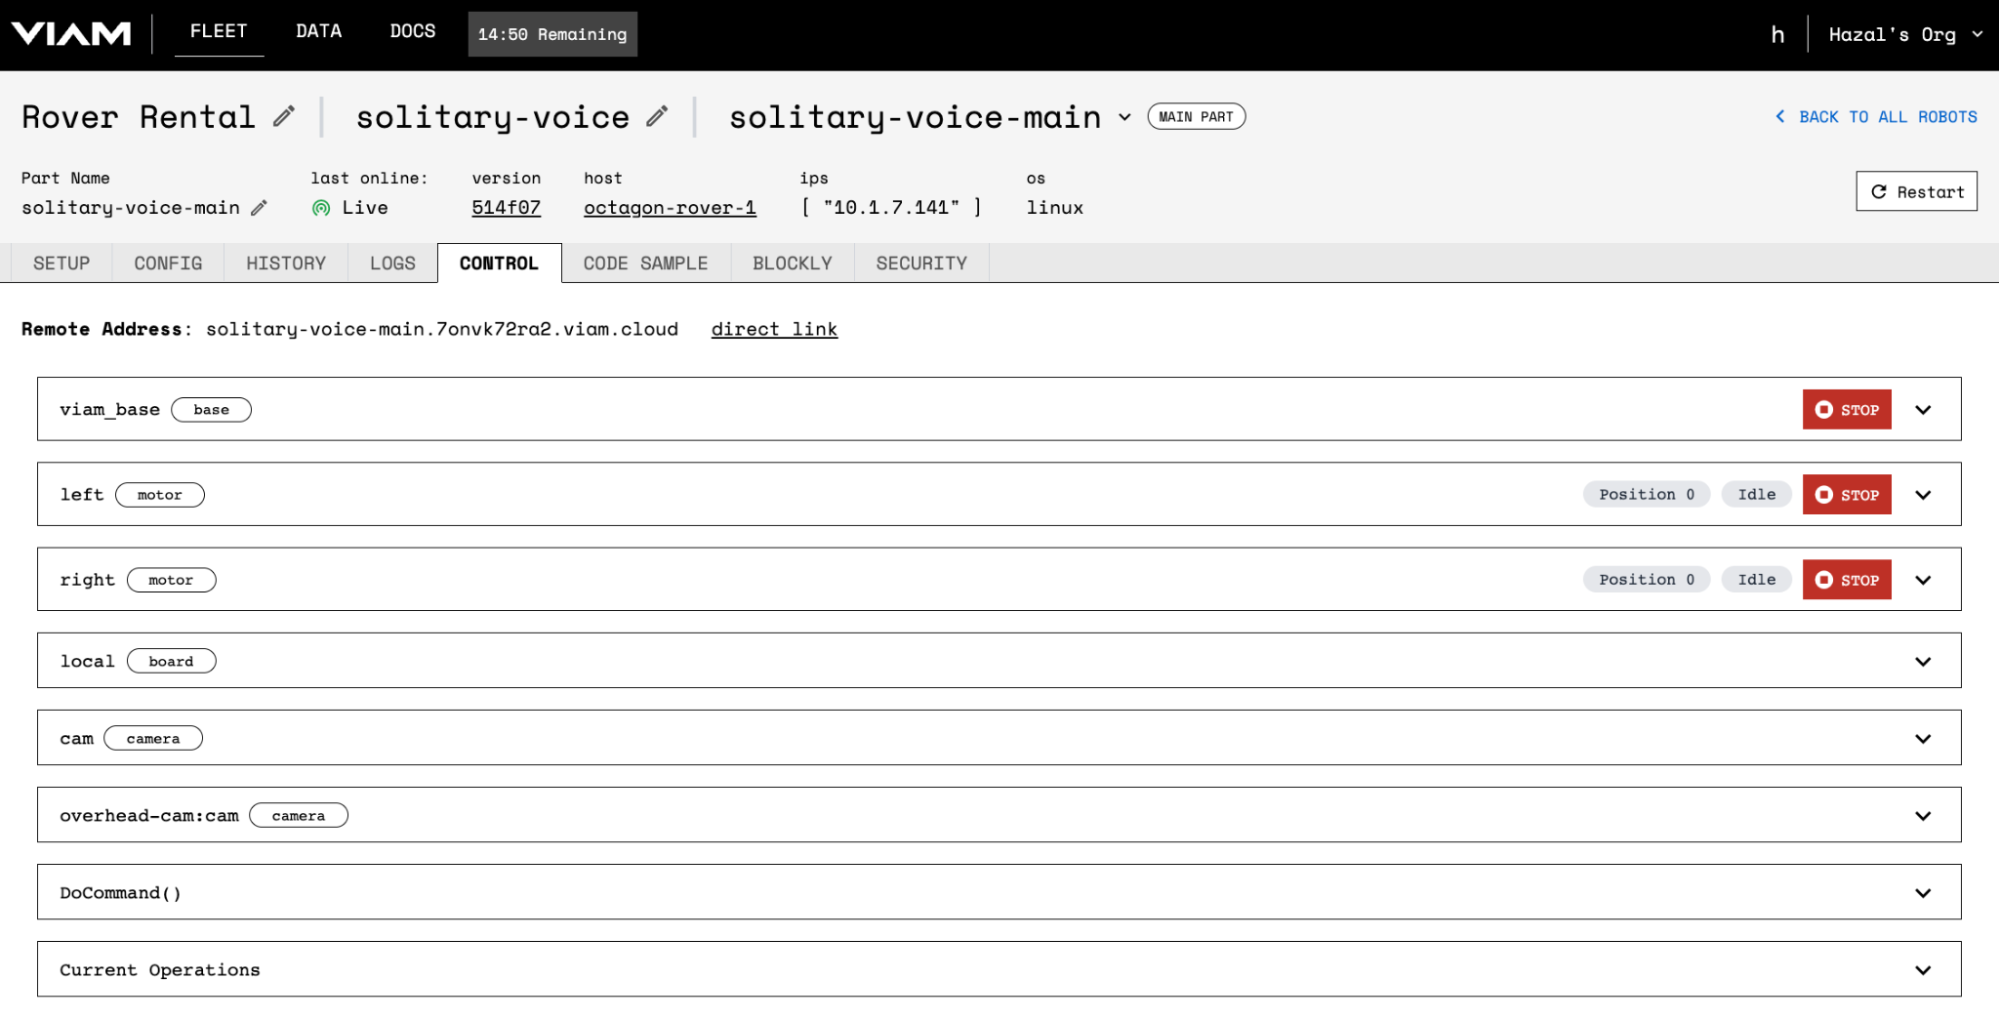 VIAM FLEET DATA DOCS 14:50 Remaining h Hazal's Org
Rover Rental solitary-voice solitary-voice-main MAIN PART BACK TO ALL ROBOTS
Part Name last online: version host ips os
solitary-voice-main Live 514f07 octagon-rover-1 [ "10.1.7.141" ] linux Restart
SETUP CONFIG HISTORY LOGS CONTROL CODE SAMPLE BLOCKLY SECURITY
Remote Address: solitary-voice-main.7onvk72ra2.viam.cloud direct link
viam_base base STOP
left motor Position 0 Idle STOP
right motor Position 0 Idle STOP
local board
cam camera
overhead-cam:cam camera
DoCommand()
Current Operations